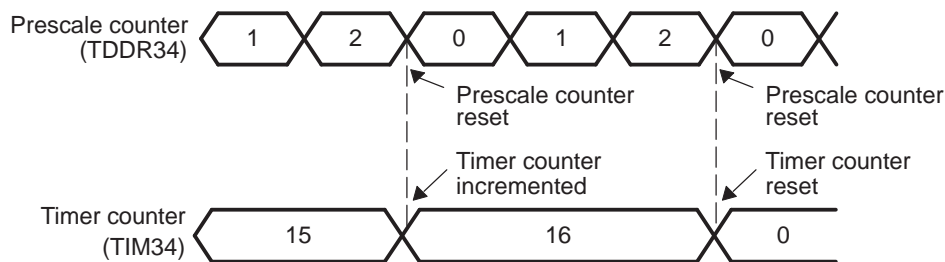 Prescale counter
(TDDR34)
1 2 0 1 2 0
Prescale counter
reset
Prescale counter
reset
Timer counter
incremented
Timer counter
reset
Timer counter
(TIM34)
15 16 0